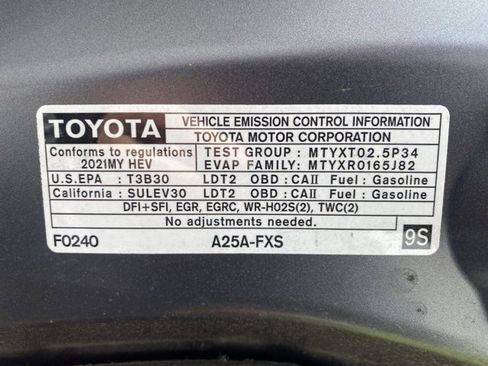 TOYOTA
VEHICLE EMISSION CONTROL INFORMATION
TOYOTA MOTOR CORPORATION
Conforms to regulations
2021MY HEV
TEST GROUP : MTYXT02.5P34
EVAP FAMILY: MTYXR0165J82
U.S.EPA : T3B30 LDT2 OBD : CAII Fuel : Gasoline
California : SULEV30 LDT2 OBD : CAII Fuel : Gasoline
DFI+SFI, EGR, EGRC, WR-HO2S(2), TWC(2)
No adjustments needed.
F0240 A25A-FXS 9S